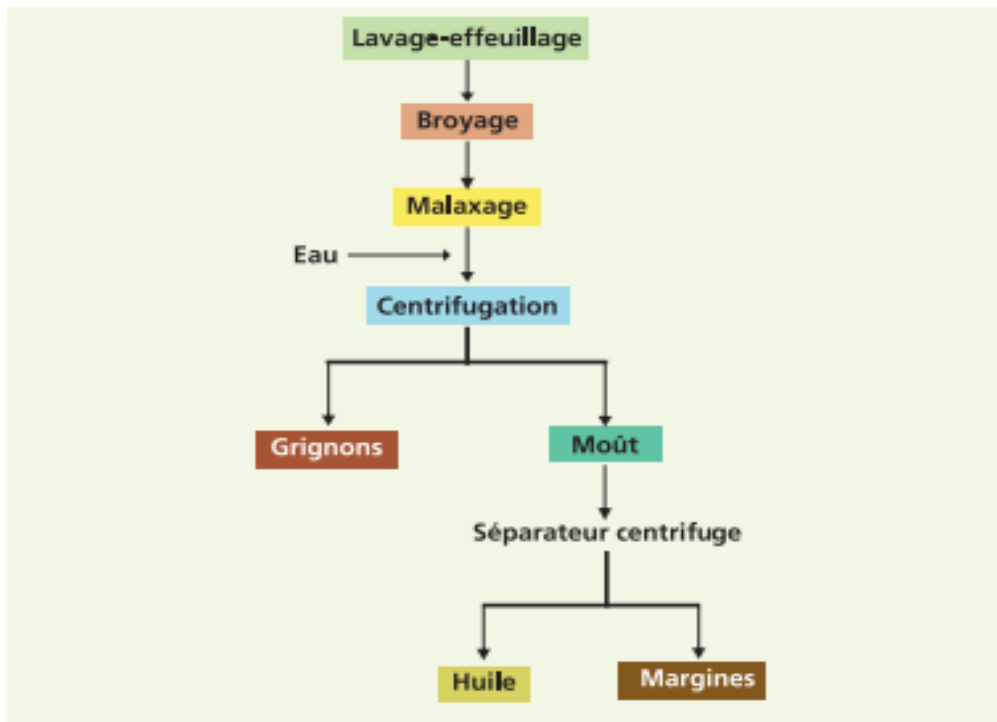 Lavage-effeuillage
Broyage
Malaxage
Eau
Centrifugation
Grignons
Moût
Séparateur centrifuge
Huile
Margines